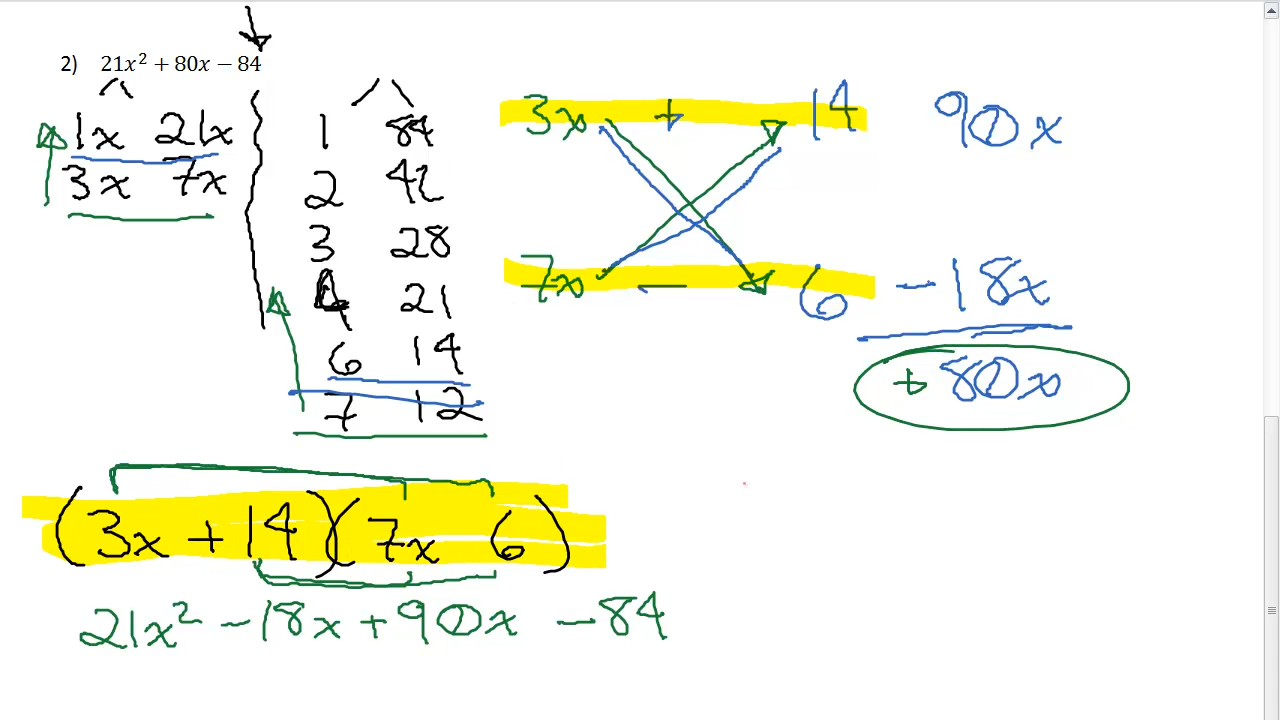 2) 21x² + 80x − 84
1x 21x
3x 7x
1 84
2 42
3 28
4 21
6 14
7 12
3x + 14 90x
7x − 6 − 18x
+ 80x
(3x + 14)(7x 6)
21x² − 18x + 90x − 84